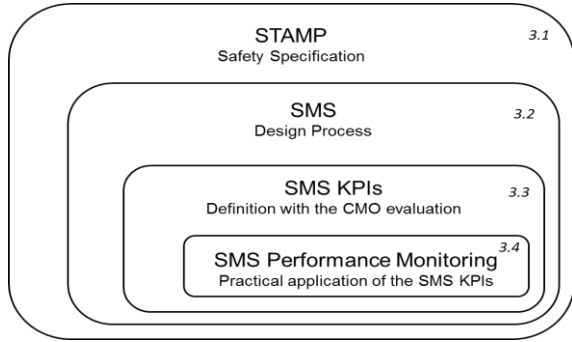 STAMP
3.1
Safety Specification
SMS
3.2
Design Process
SMS KPIs
3.3
Definition with the CMO evaluation
3.4
SMS Performance Monitoring
Practical application of the SMS KPIs